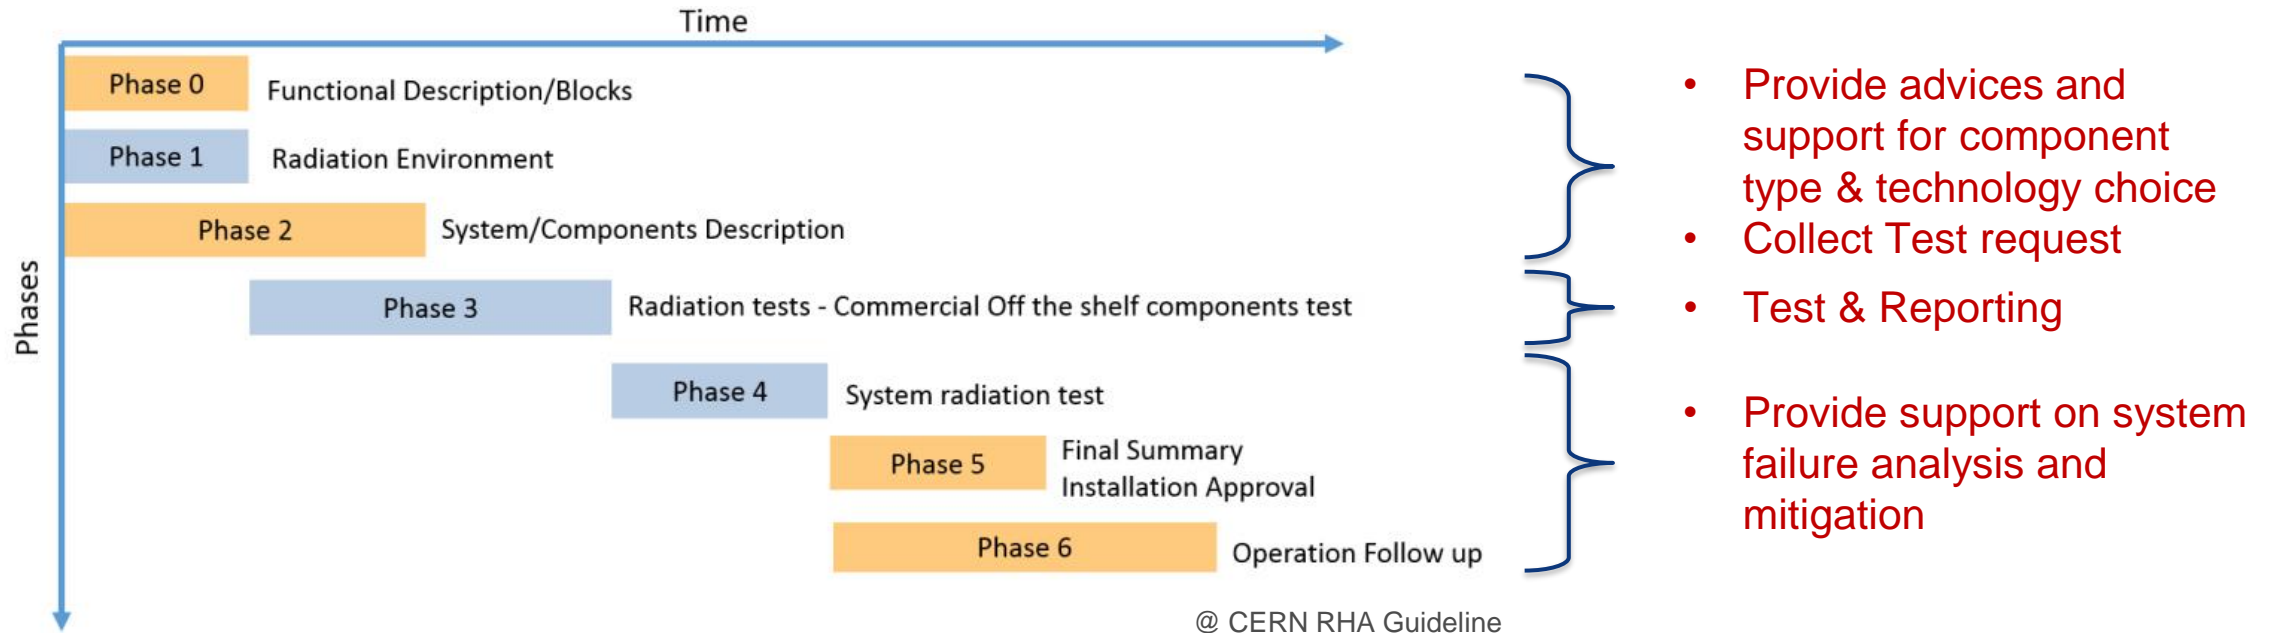 Time
Phase 0
Functional Description/Blocks
Phase 1
Radiation Environment
Phase 2
System/Components Description
Phases
Phase 3
Radiation tests - Commercial Off the shelf components test
Phase 4
System radiation test
Phase 5
Final Summary
Installation Approval
Phase 6
Operation Follow up
@ CERN RHA Guideline
• Provide advices and
support for component
type & technology choice
• Collect Test request
• Test & Reporting
• Provide support on system
failure analysis and
mitigation